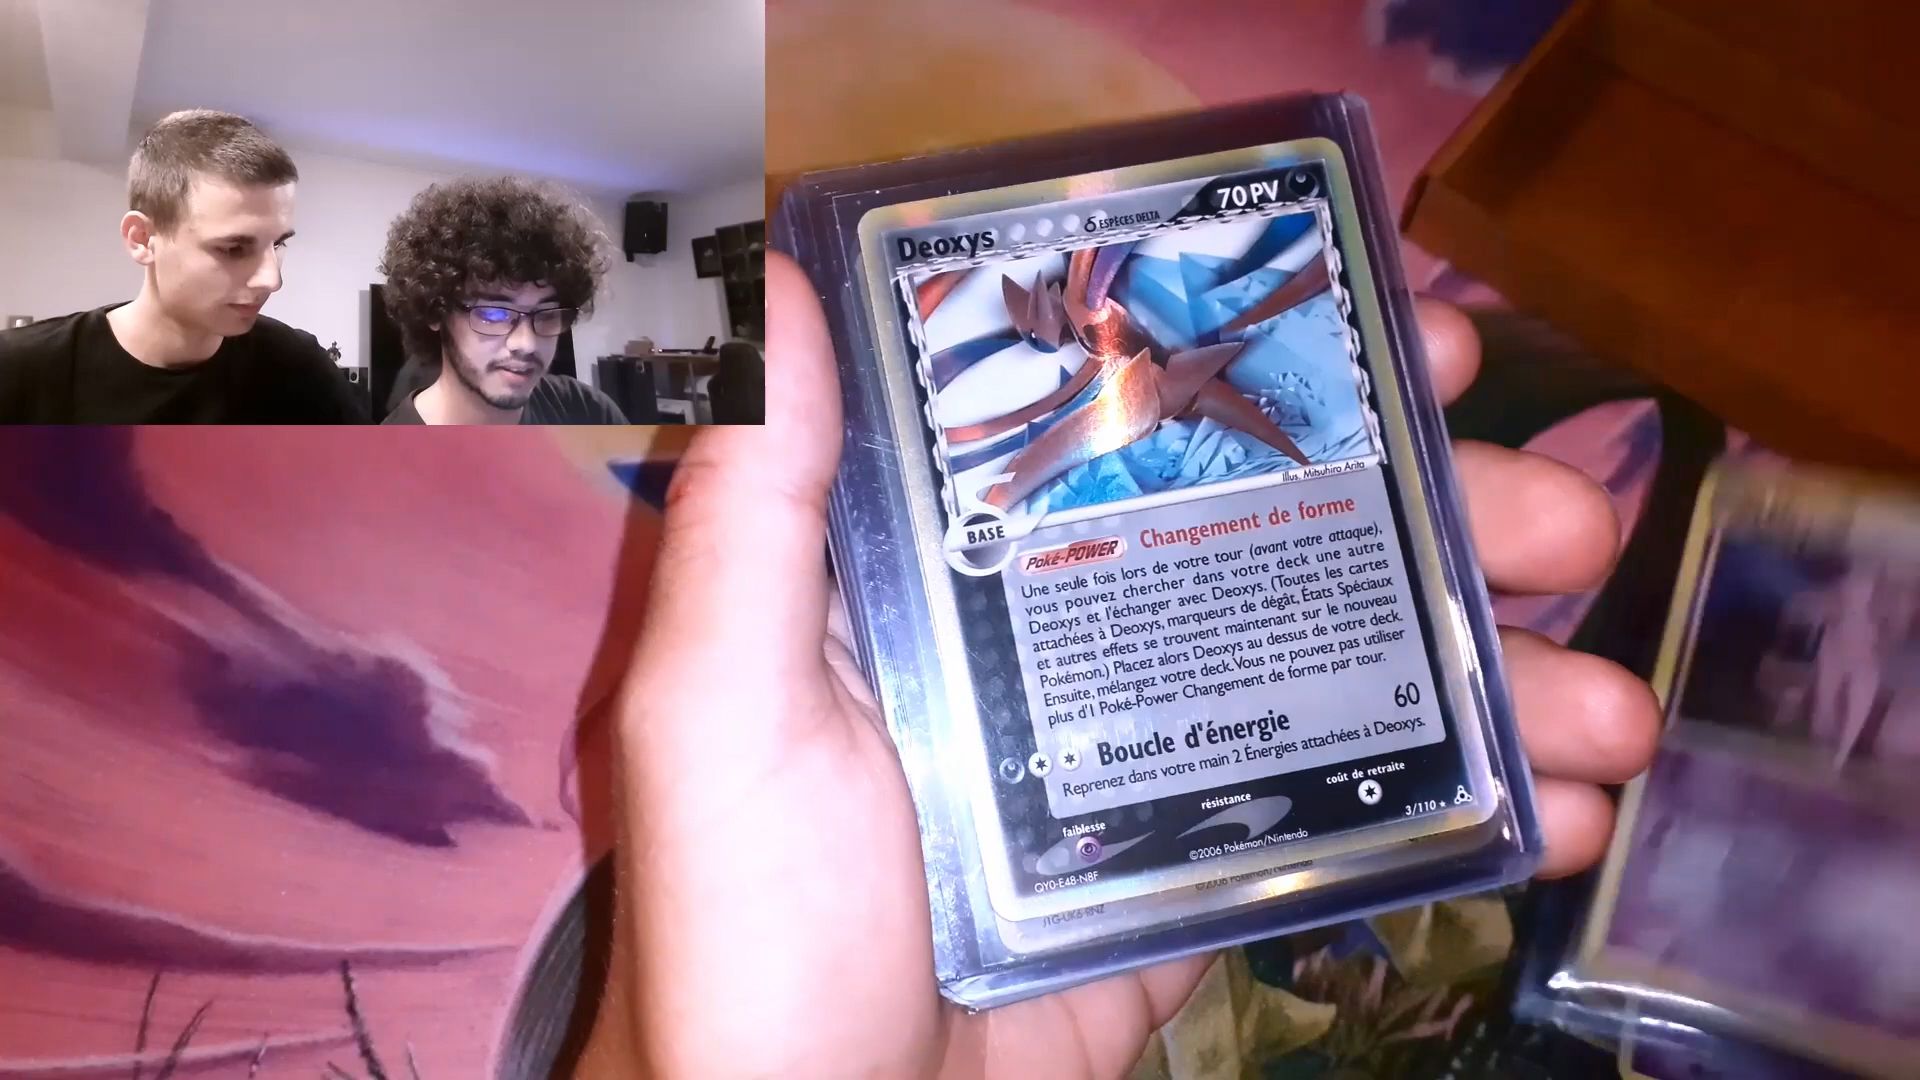 Deoxys
δ ESPÈCES DELTA
70 PV
Illus. Mitsuhiro Arita
BASE
Poké-POWER Changement de forme
Une seule fois lors de votre tour (avant votre attaque),
vous pouvez chercher dans votre deck une autre
Deoxys et l'échanger avec Deoxys. (Toutes les cartes
attachées à Deoxys, marqueurs de dégât, États Spéciaux
et autres effets se trouvent maintenant sur le nouveau
Pokémon.) Placez alors Deoxys au dessus de votre deck.
Ensuite, mélangez votre deck. Vous ne pouvez pas utiliser
plus d'1 Poké-Power Changement de forme par tour.
Boucle d'énergie 60
Reprenez dans votre main 2 Énergies attachées à Deoxys.
faiblesse
résistance
coût de retraite
©2006 Pokémon/Nintendo
3/110
QY0-E48-N8F
©2006 Pokémon/Nintendo